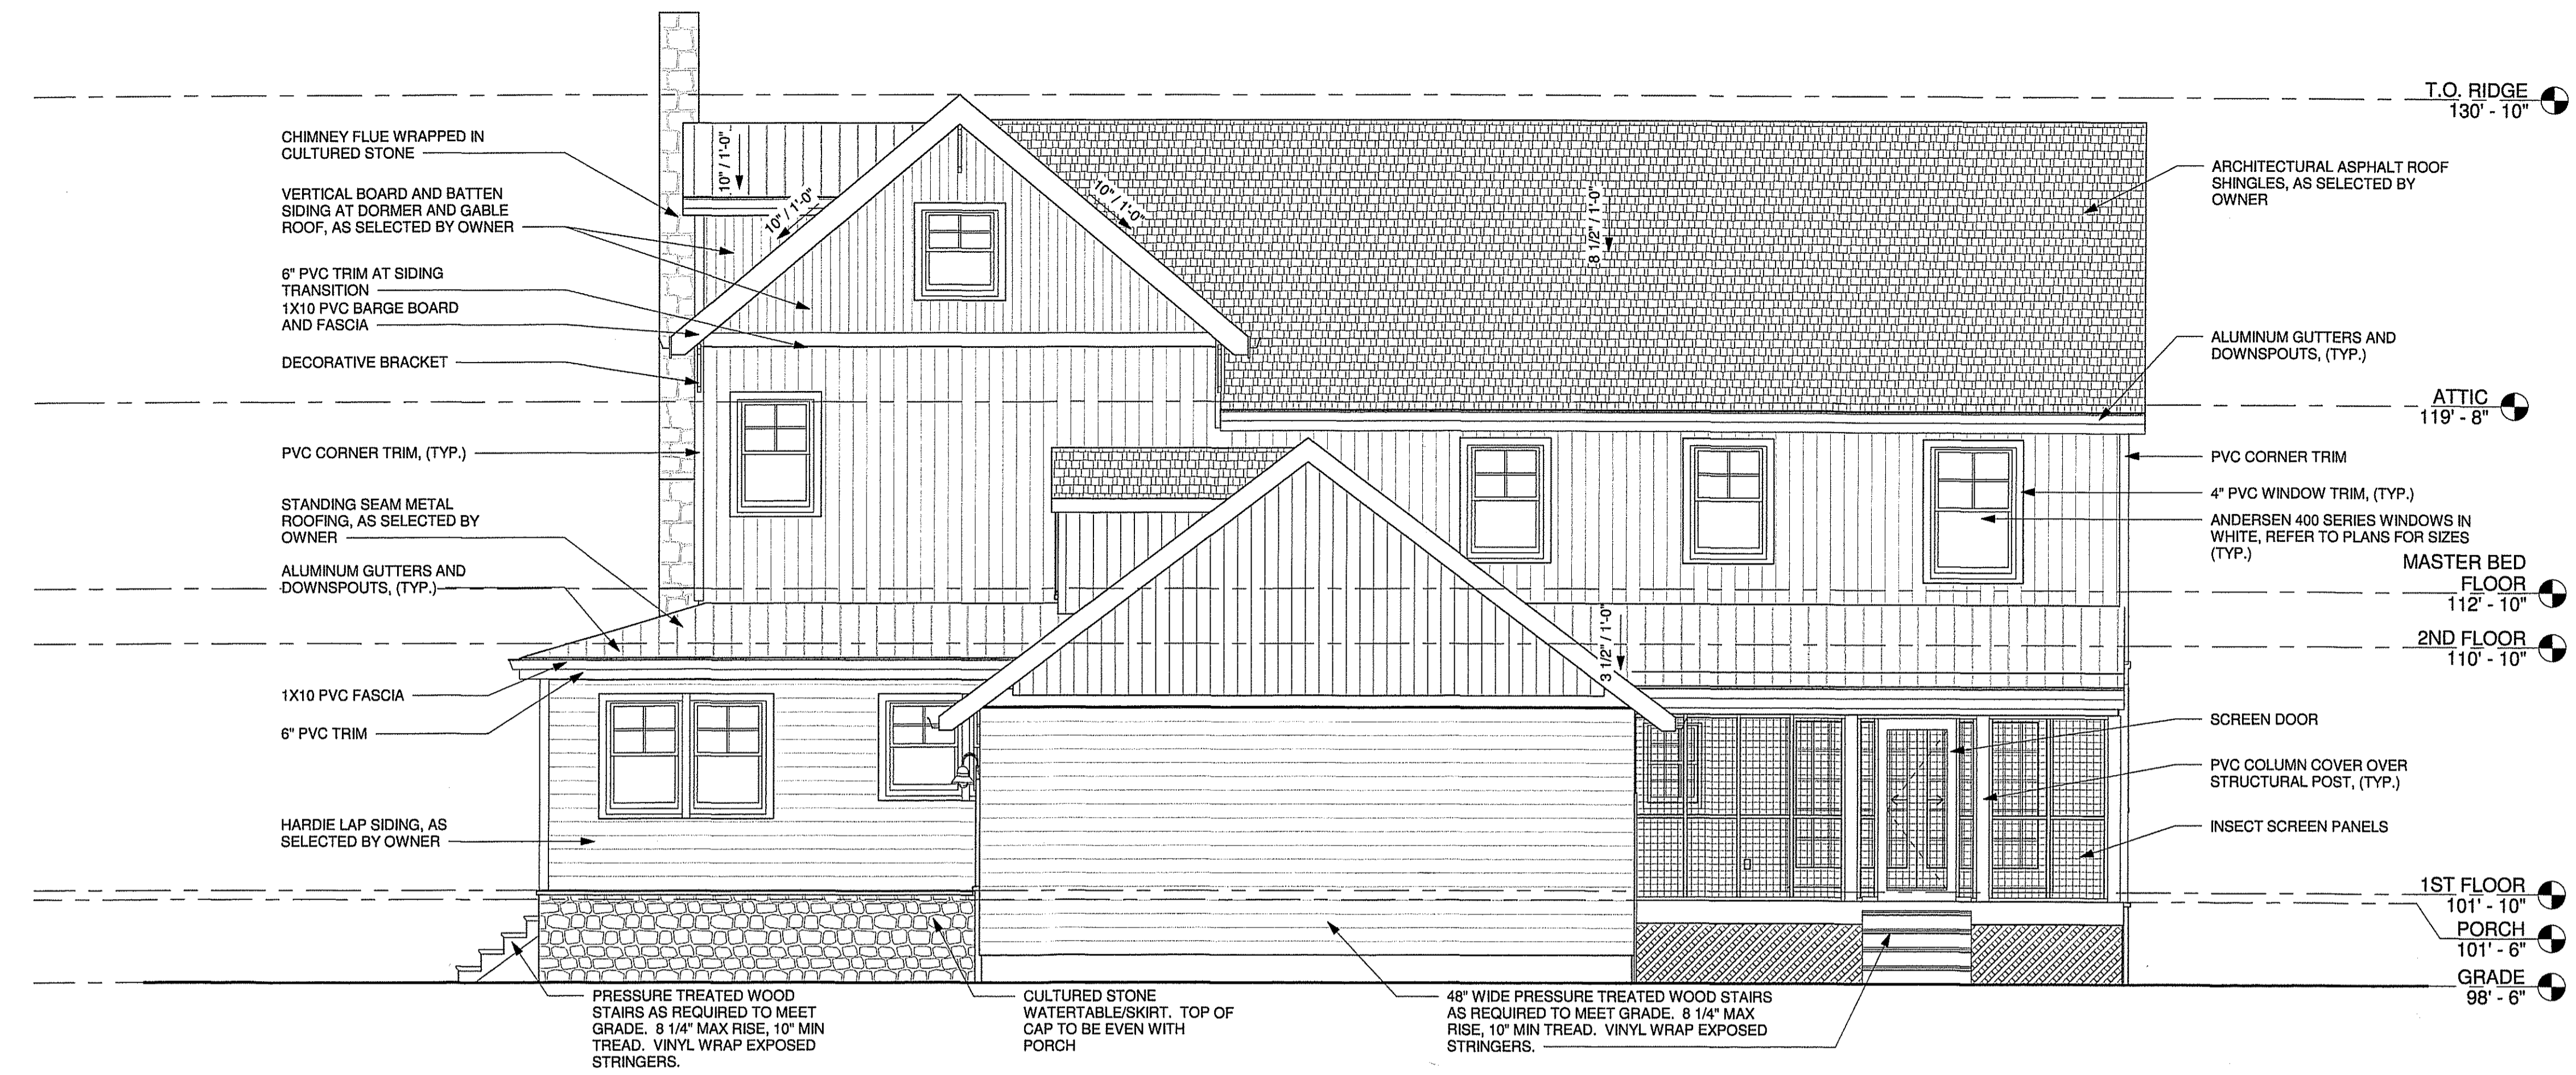 T.O. RIDGE
130' - 10"
CHIMNEY FLUE WRAPPED IN
CULTURED STONE
VERTICAL BOARD AND BATTEN
SIDING AT DORMER AND GABLE
ROOF, AS SELECTED BY OWNER
6" PVC TRIM AT SIDING
TRANSITION
1X10 PVC BARGE BOARD
AND FASCIA
DECORATIVE BRACKET
PVC CORNER TRIM, (TYP.)
STANDING SEAM METAL
ROOFING, AS SELECTED BY
OWNER
ALUMINUM GUTTERS AND
DOWNSPOUTS, (TYP.)
1X10 PVC FASCIA
6" PVC TRIM
HARDIE LAP SIDING, AS
SELECTED BY OWNER
10" / 1'-0"
10" / 1'-0"
10" / 1'-0"
8 1/2" / 1'-0"
3 1/2" / 1'-0"
ARCHITECTURAL ASPHALT ROOF
SHINGLES, AS SELECTED BY
OWNER
ALUMINUM GUTTERS AND
DOWNSPOUTS, (TYP.)
ATTIC
119' - 8"
PVC CORNER TRIM
4" PVC WINDOW TRIM, (TYP.)
ANDERSEN 400 SERIES WINDOWS IN
WHITE, REFER TO PLANS FOR SIZES
(TYP.)
MASTER BED
FLOOR
112' - 10"
2ND FLOOR
110' - 10"
SCREEN DOOR
PVC COLUMN COVER OVER
STRUCTURAL POST, (TYP.)
INSECT SCREEN PANELS
1ST FLOOR
101' - 10"
PORCH
101' - 6"
GRADE
98' - 6"
PRESSURE TREATED WOOD
STAIRS AS REQUIRED TO MEET
GRADE. 8 1/4" MAX RISE, 10" MIN
TREAD. VINYL WRAP EXPOSED
STRINGERS.
CULTURED STONE
WATERTABLE/SKIRT. TOP OF
CAP TO BE EVEN WITH
PORCH
48" WIDE PRESSURE TREATED WOOD STAIRS
AS REQUIRED TO MEET GRADE. 8 1/4" MAX
RISE, 10" MIN TREAD. VINYL WRAP EXPOSED
STRINGERS.